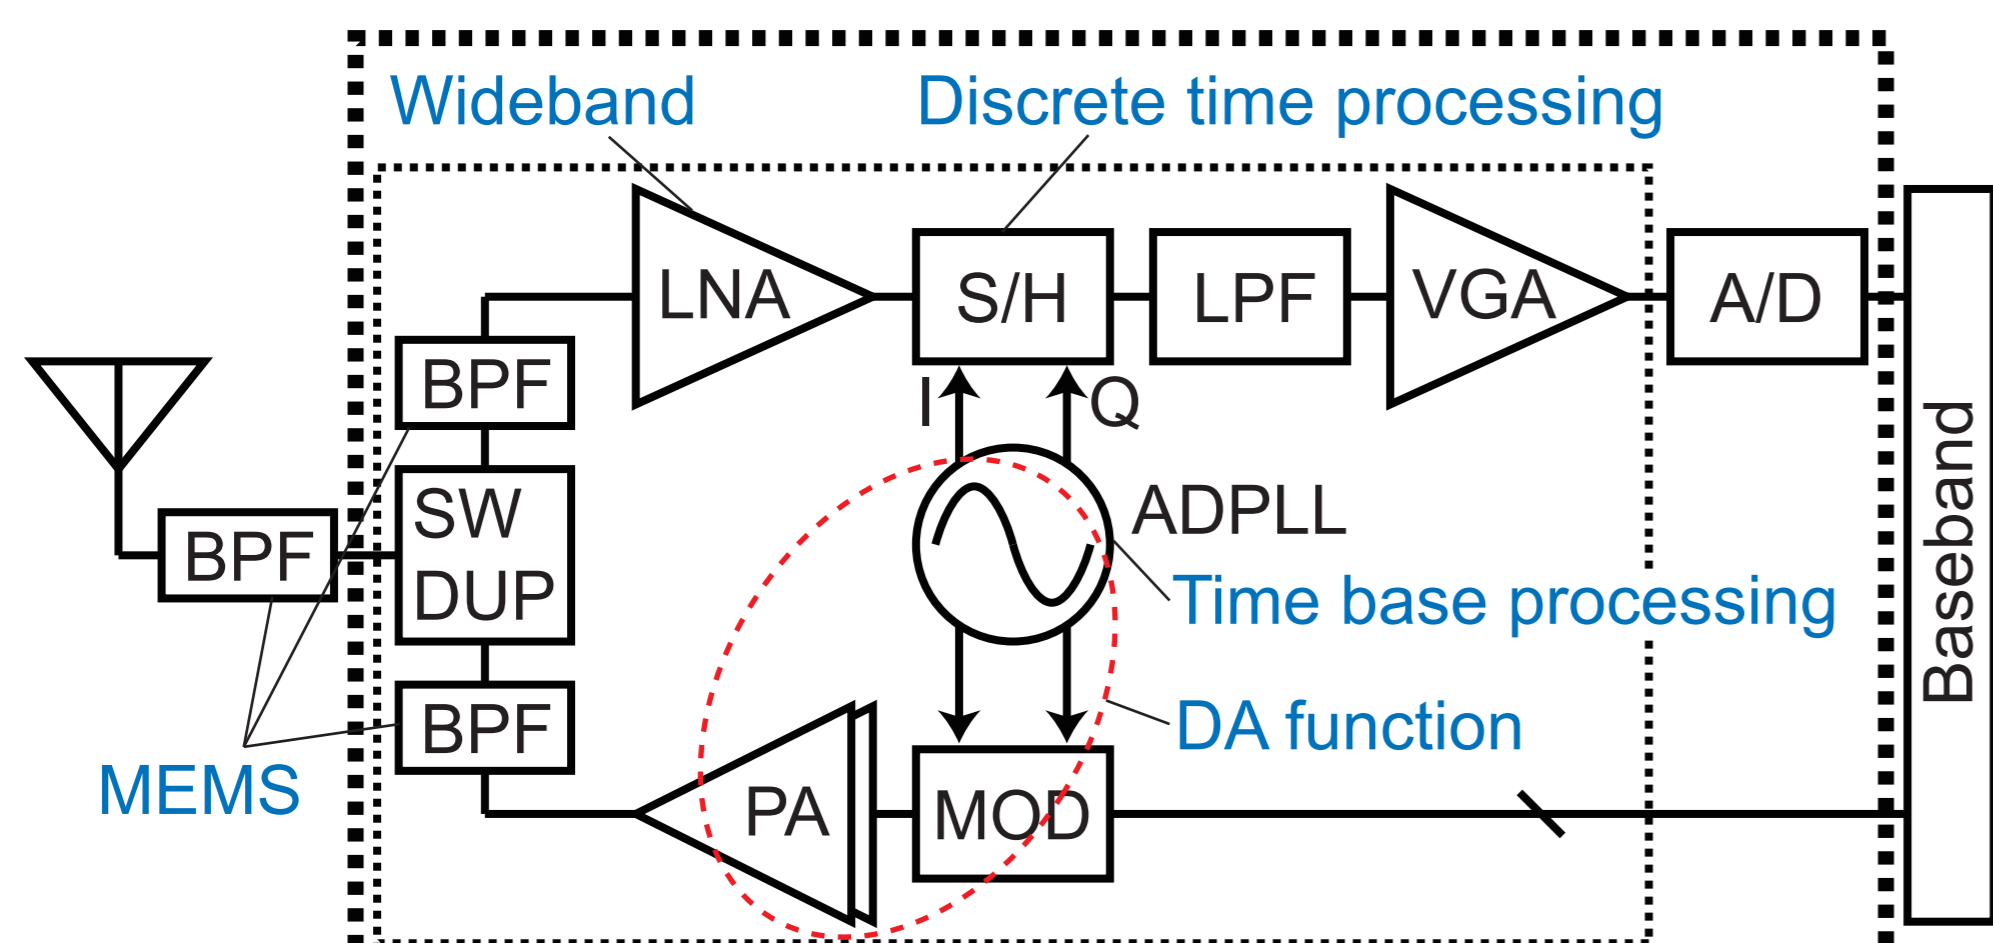 Wideband
Discrete time processing
LNA
S/H
LPF
VGA
A/D
BPF
I
Q
SW
DUP
ADPLL
BPF
Time base processing
BPF
DA function
MEMS
PA
MOD
Baseband